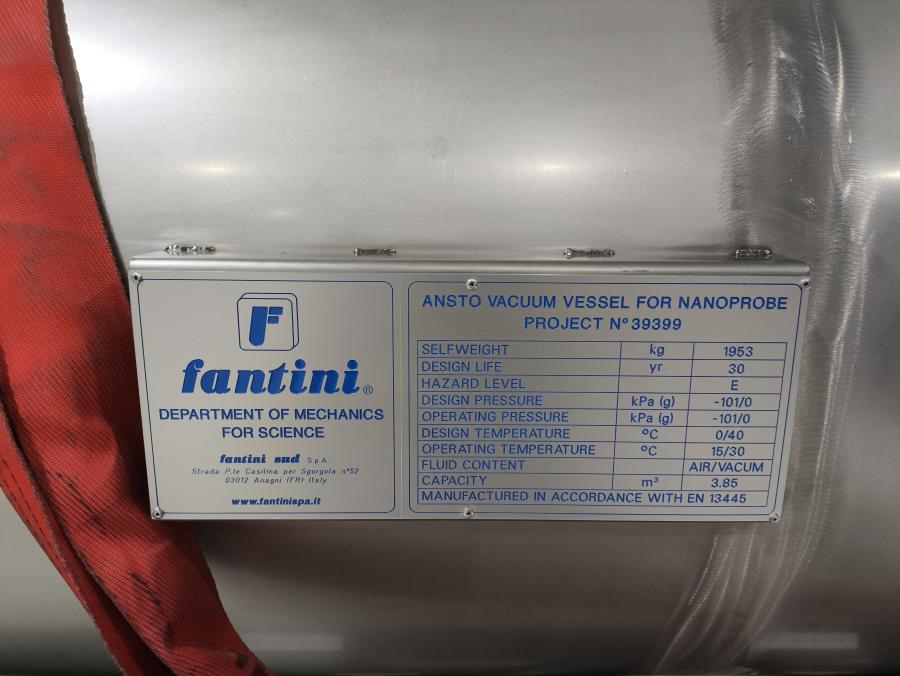 F
fantini®
DEPARTMENT OF MECHANICS
FOR SCIENCE
fantini sud S.p.A.
Strada P.le Casilina per Sgurgola n°52
03012 Anagni (FR) Italy
www.fantinispa.it
ANSTO VACUUM VESSEL FOR NANOPROBE
PROJECT N° 39399
SELFWEIGHT kg 1953
DESIGN LIFE yr 30
HAZARD LEVEL E
DESIGN PRESSURE kPa (g) -101/0
OPERATING PRESSURE kPa (g) -101/0
DESIGN TEMPERATURE °C 0/40
OPERATING TEMPERATURE °C 15/30
FLUID CONTENT AIR/VACUM
CAPACITY m³ 3.85
MANUFACTURED IN ACCORDANCE WITH EN 13445